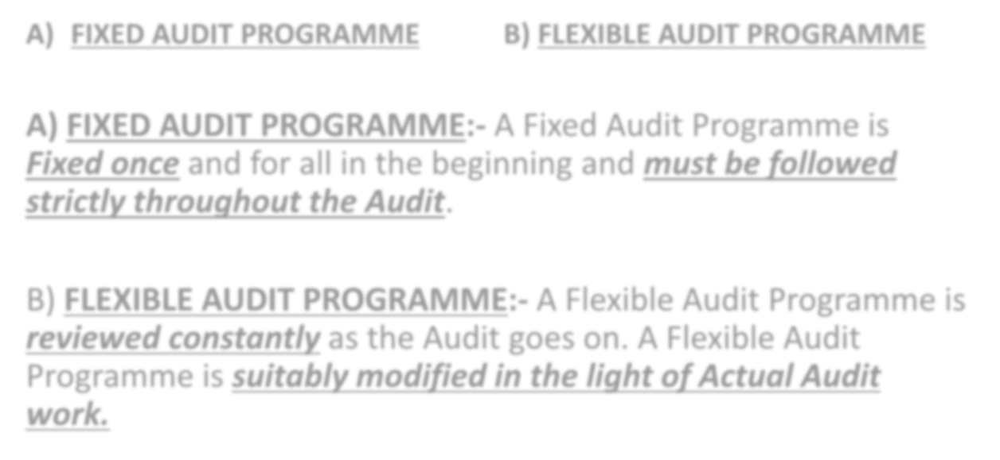 A) FIXED AUDIT PROGRAMME B) FLEXIBLE AUDIT PROGRAMME
A) FIXED AUDIT PROGRAMME:- A Fixed Audit Programme is
Fixed once and for all in the beginning and must be followed
strictly throughout the Audit.
B) FLEXIBLE AUDIT PROGRAMME:- A Flexible Audit Programme is
reviewed constantly as the Audit goes on. A Flexible Audit
Programme is suitably modified in the light of Actual Audit
work.